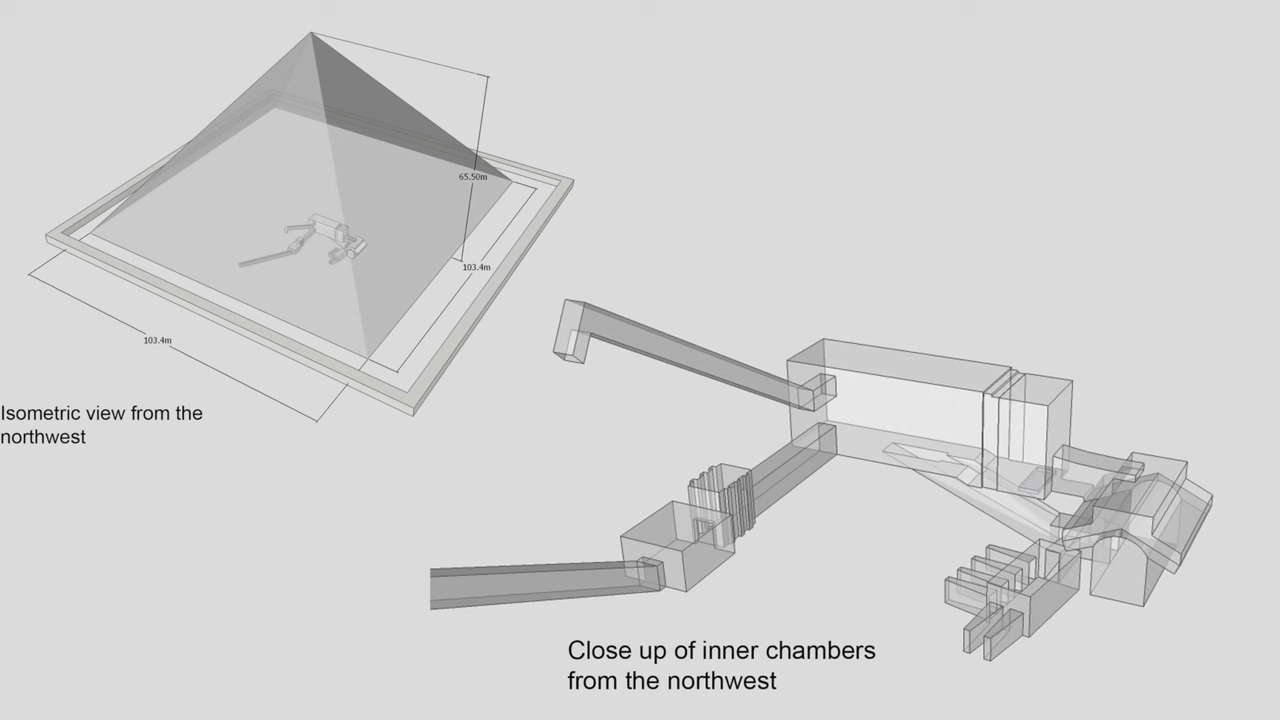 65.50m
103.4m
103.4m
Isometric view from the
northwest
Close up of inner chambers
from the northwest